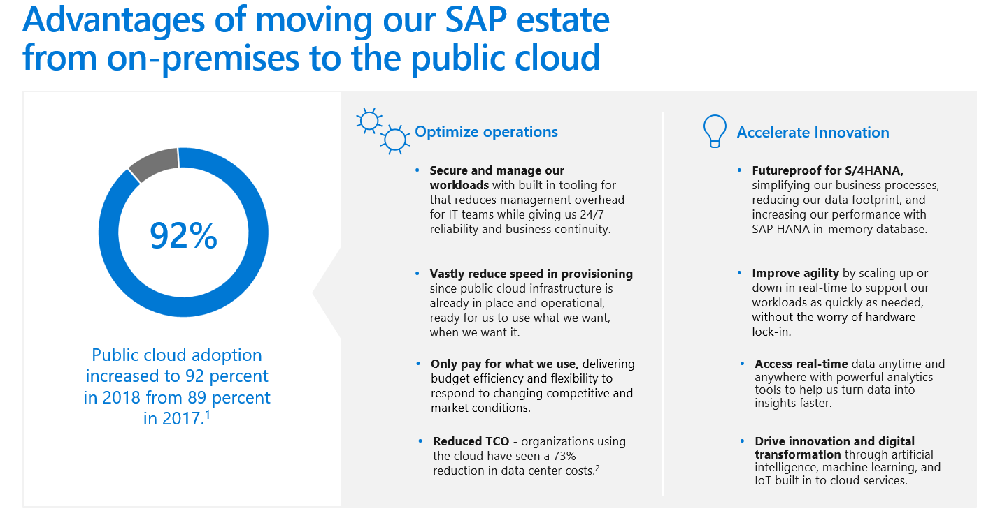 Advantages of moving our SAP estate
from on-premises to the public cloud
92%
Public cloud adoption
increased to 92 percent
in 2018 from 89 percent
in 2017.1
Optimize operations
• Secure and manage our
workloads with built in tooling for
that reduces management overhead
for IT teams while giving us 24/7
reliability and business continuity.
• Vastly reduce speed in provisioning
since public cloud infrastructure is
already in place and operational,
ready for us to use what we want,
when we want it.
• Only pay for what we use, delivering
budget efficiency and flexibility to
respond to changing competitive and
market conditions.
• Reduced TCO - organizations using
the cloud have seen a 73%
reduction in data center costs.2
Accelerate Innovation
• Futureproof for S/4HANA,
simplifying our business processes,
reducing our data footprint, and
increasing our performance with
SAP HANA in-memory database.
• Improve agility by scaling up or
down in real-time to support our
workloads as quickly as needed,
without the worry of hardware
lock-in.
• Access real-time data anytime and
anywhere with powerful analytics
tools to help us turn data into
insights faster.
• Drive innovation and digital
transformation through artificial
intelligence, machine learning, and
IoT built in to cloud services.